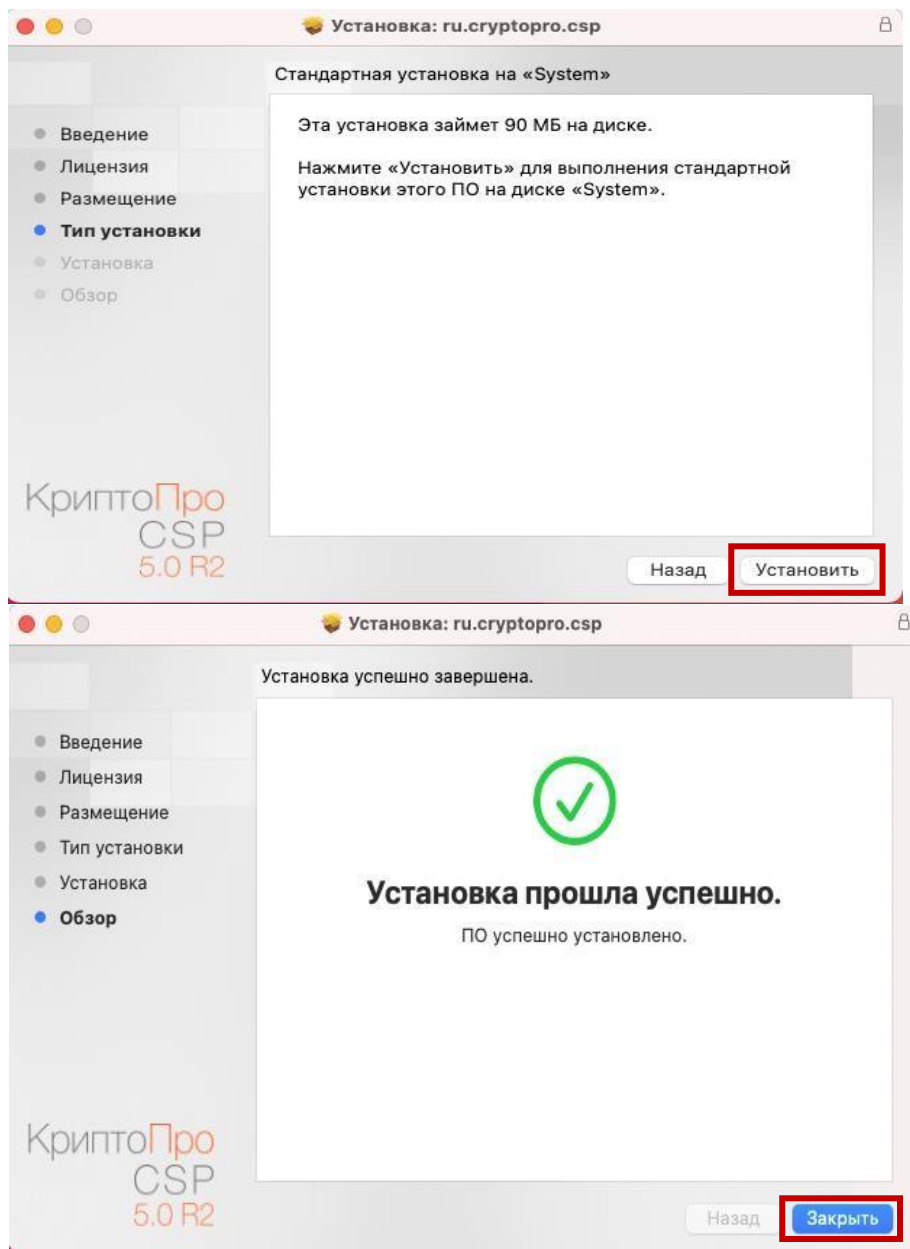 Установка: ru.cryptopro.csp
Стандартная установка на «System»
Введение
Лицензия
Размещение
Тип установки
Установка
Обзор
Эта установка займет 90 МБ на диске.
Нажмите «Установить» для выполнения стандартной
установки этого ПО на диске «System».
КриптоПро
CSP
5.0 R2
Назад Установить
Установка: ru.cryptopro.csp
Установка успешно завершена.
Введение
Лицензия
Размещение
Тип установки
Установка
Обзор
Установка прошла успешно.
ПО успешно установлено.
КриптоПро
CSP
5.0 R2
Назад Закрыть